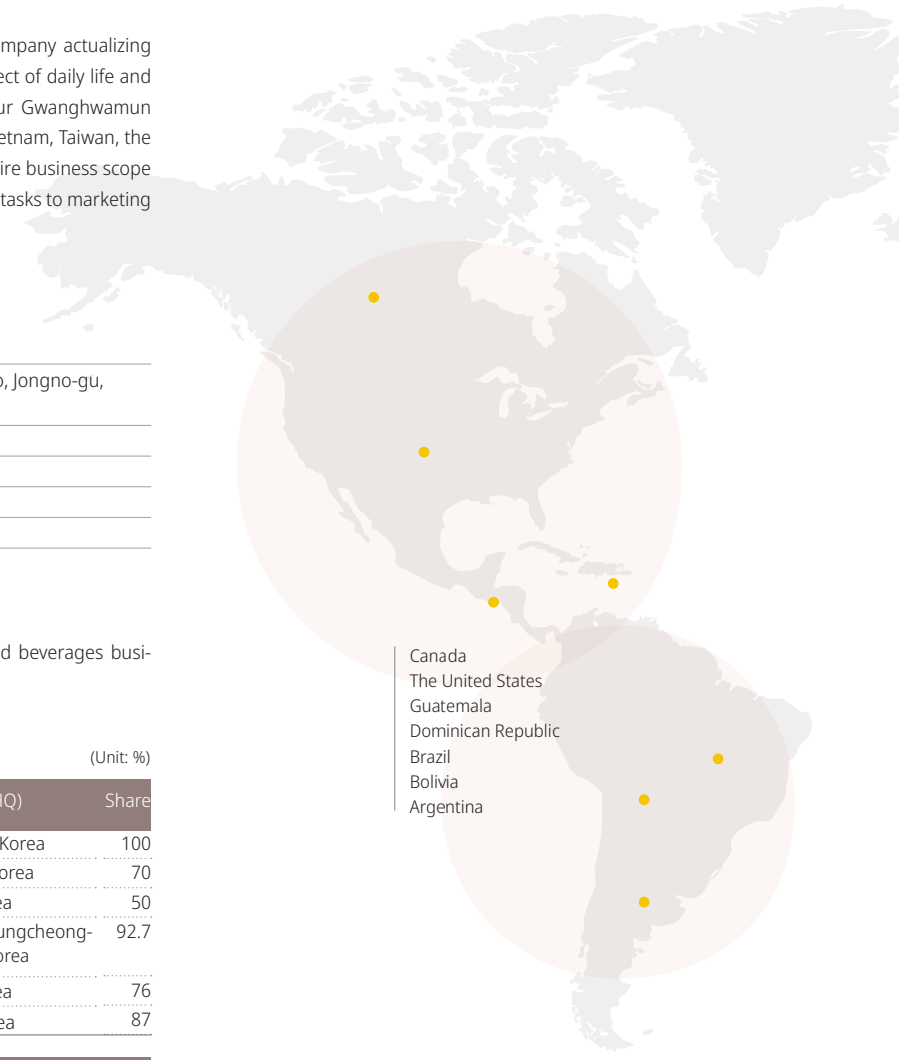 mpany actualizing
ect of daily life and
ur Gwanghwamun
etnam, Taiwan, the
ire business scope
tasks to marketing
o, Jongno-gu,
d beverages busi-
(Unit: %)
HQ) Share
Korea 100
orea 70
ea 50
ungcheong- 92.7
orea
ea 76
ea 87
Canada
The United States
Guatemala
Dominican Republic
Brazil
Bolivia
Argentina